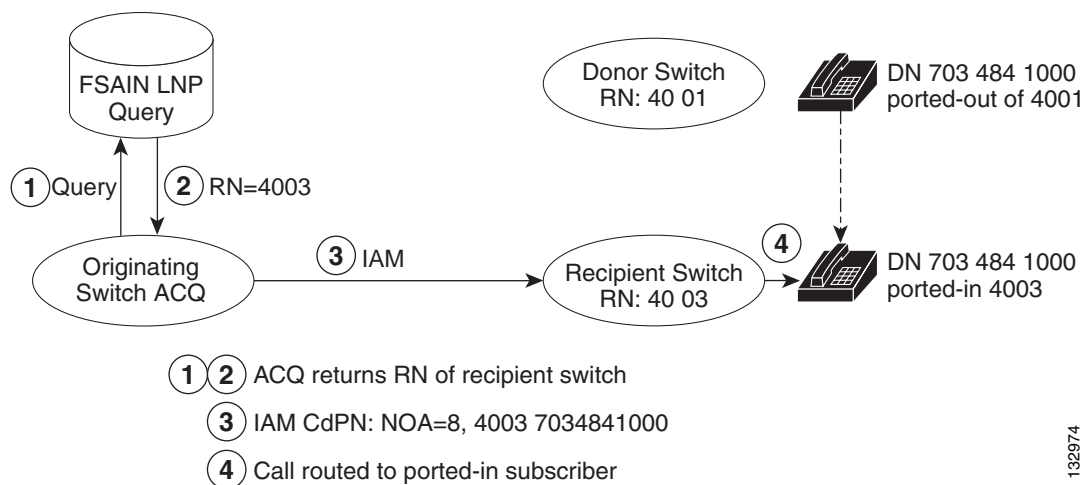 FSAIN LNP
Query
Donor Switch
RN: 40 01
DN 703 484 1000
ported-out of 4001
1 Query
2 RN=4003
Originating
Switch ACQ
3 IAM
Recipient Switch
RN: 40 03
4
DN 703 484 1000
ported-in 4003
1 2 ACQ returns RN of recipient switch
3 IAM CdPN: NOA=8, 4003 7034841000
4 Call routed to ported-in subscriber
132974